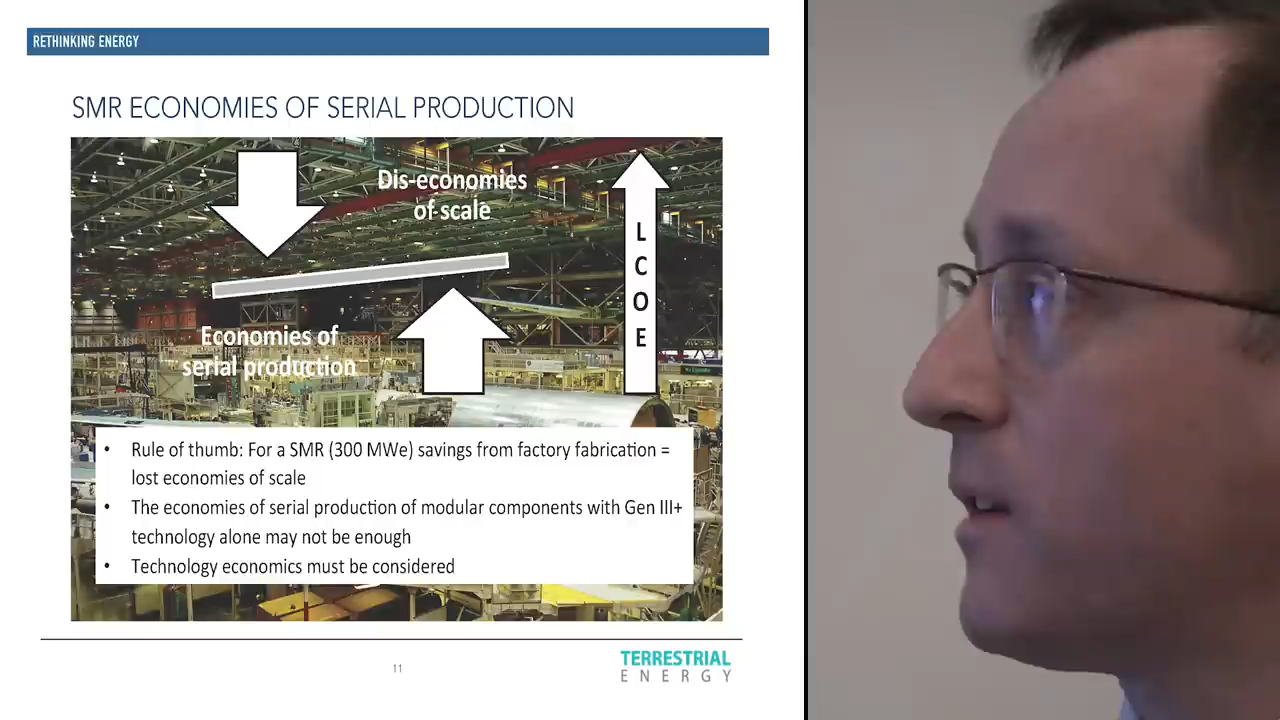 RETHINKING ENERGY
SMR ECONOMIES OF SERIAL PRODUCTION
Dis-economies
of scale
L
C
O
E
Economies of
serial production
• Rule of thumb: For a SMR (300 MWe) savings from factory fabrication =
lost economies of scale
• The economies of serial production of modular components with Gen III+
technology alone may not be enough
• Technology economics must be considered
11
TERRESTRIAL
ENERGY